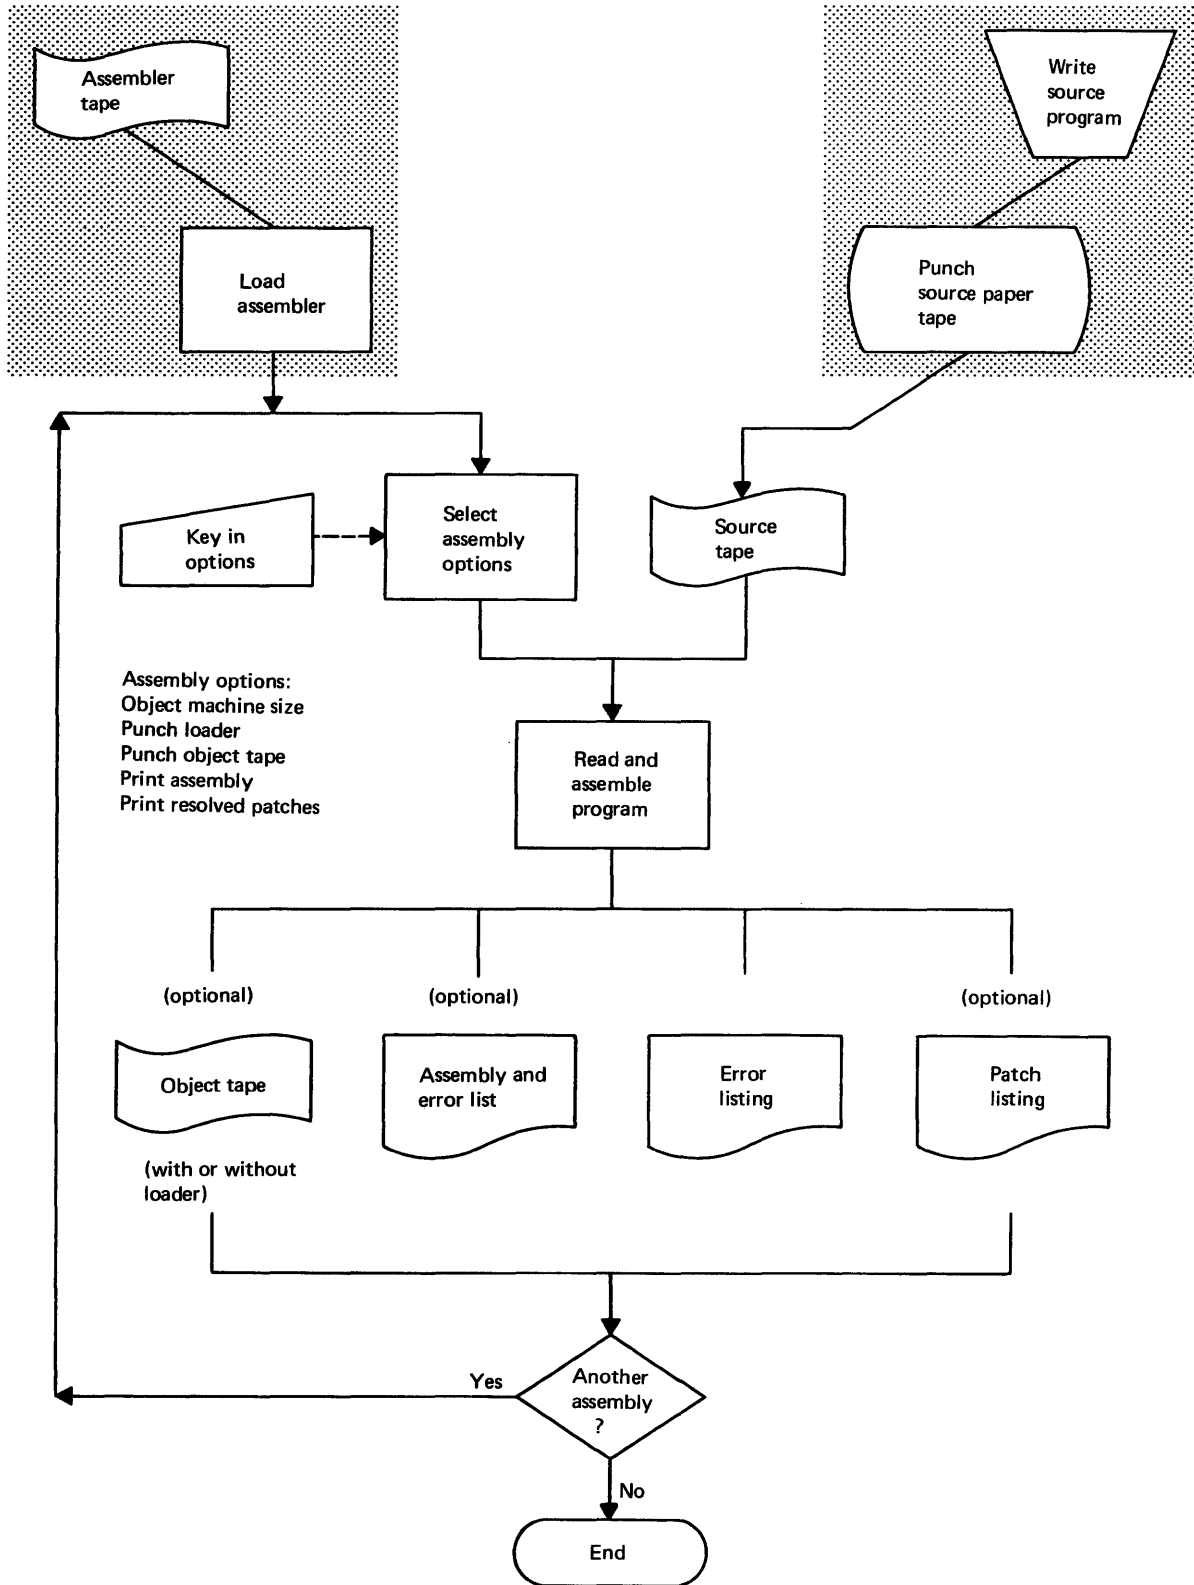 Assembler
tape
Write
source
program
Load
assembler
Punch
source paper
tape
Key in
options
Select
assembly
options
Source
tape
Assembly options:
Object machine size
Punch loader
Punch object tape
Print assembly
Print resolved patches
Read and
assemble
program
(optional)
(optional)
(optional)
Object tape
Assembly and
error list
Error
listing
Patch
listing
(with or without
loader)
Yes
Another
assembly
?
No
End